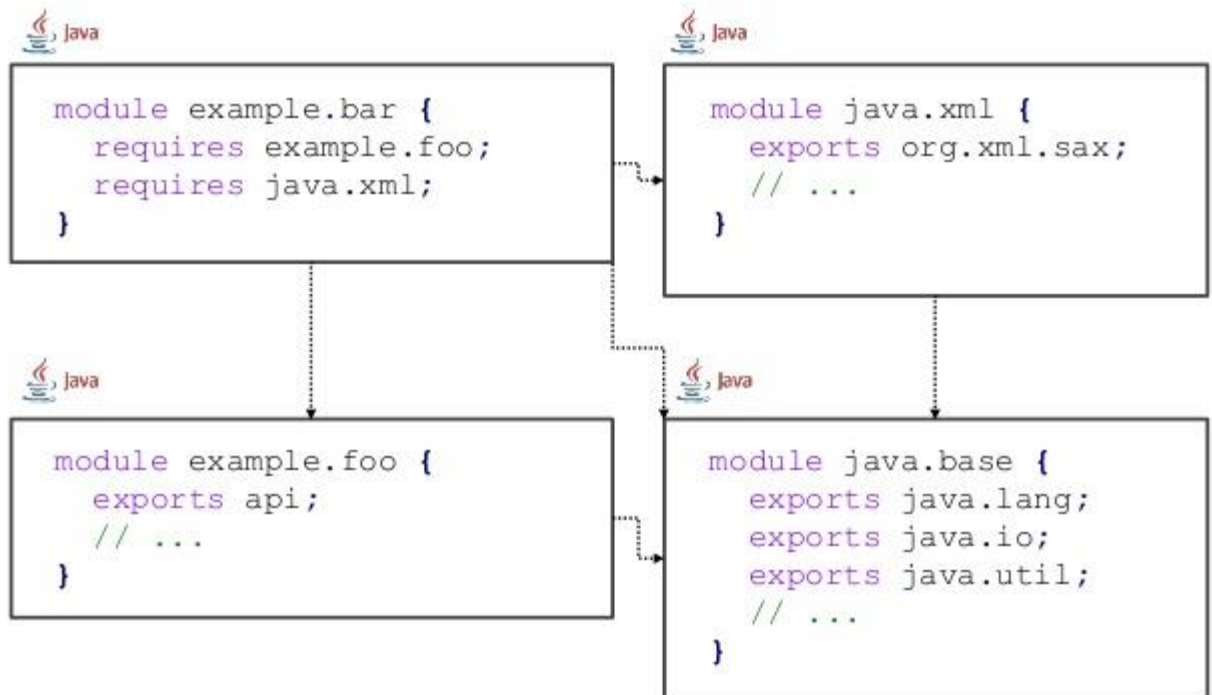 Java
module example.bar {
requires example.foo;
requires java.xml;
}
Java
module java.xml {
exports org.xml.sax;
// ...
}
Java
module example.foo {
exports api;
// ...
}
Java
module java.base {
exports java.lang;
exports java.io;
exports java.util;
// ...
}